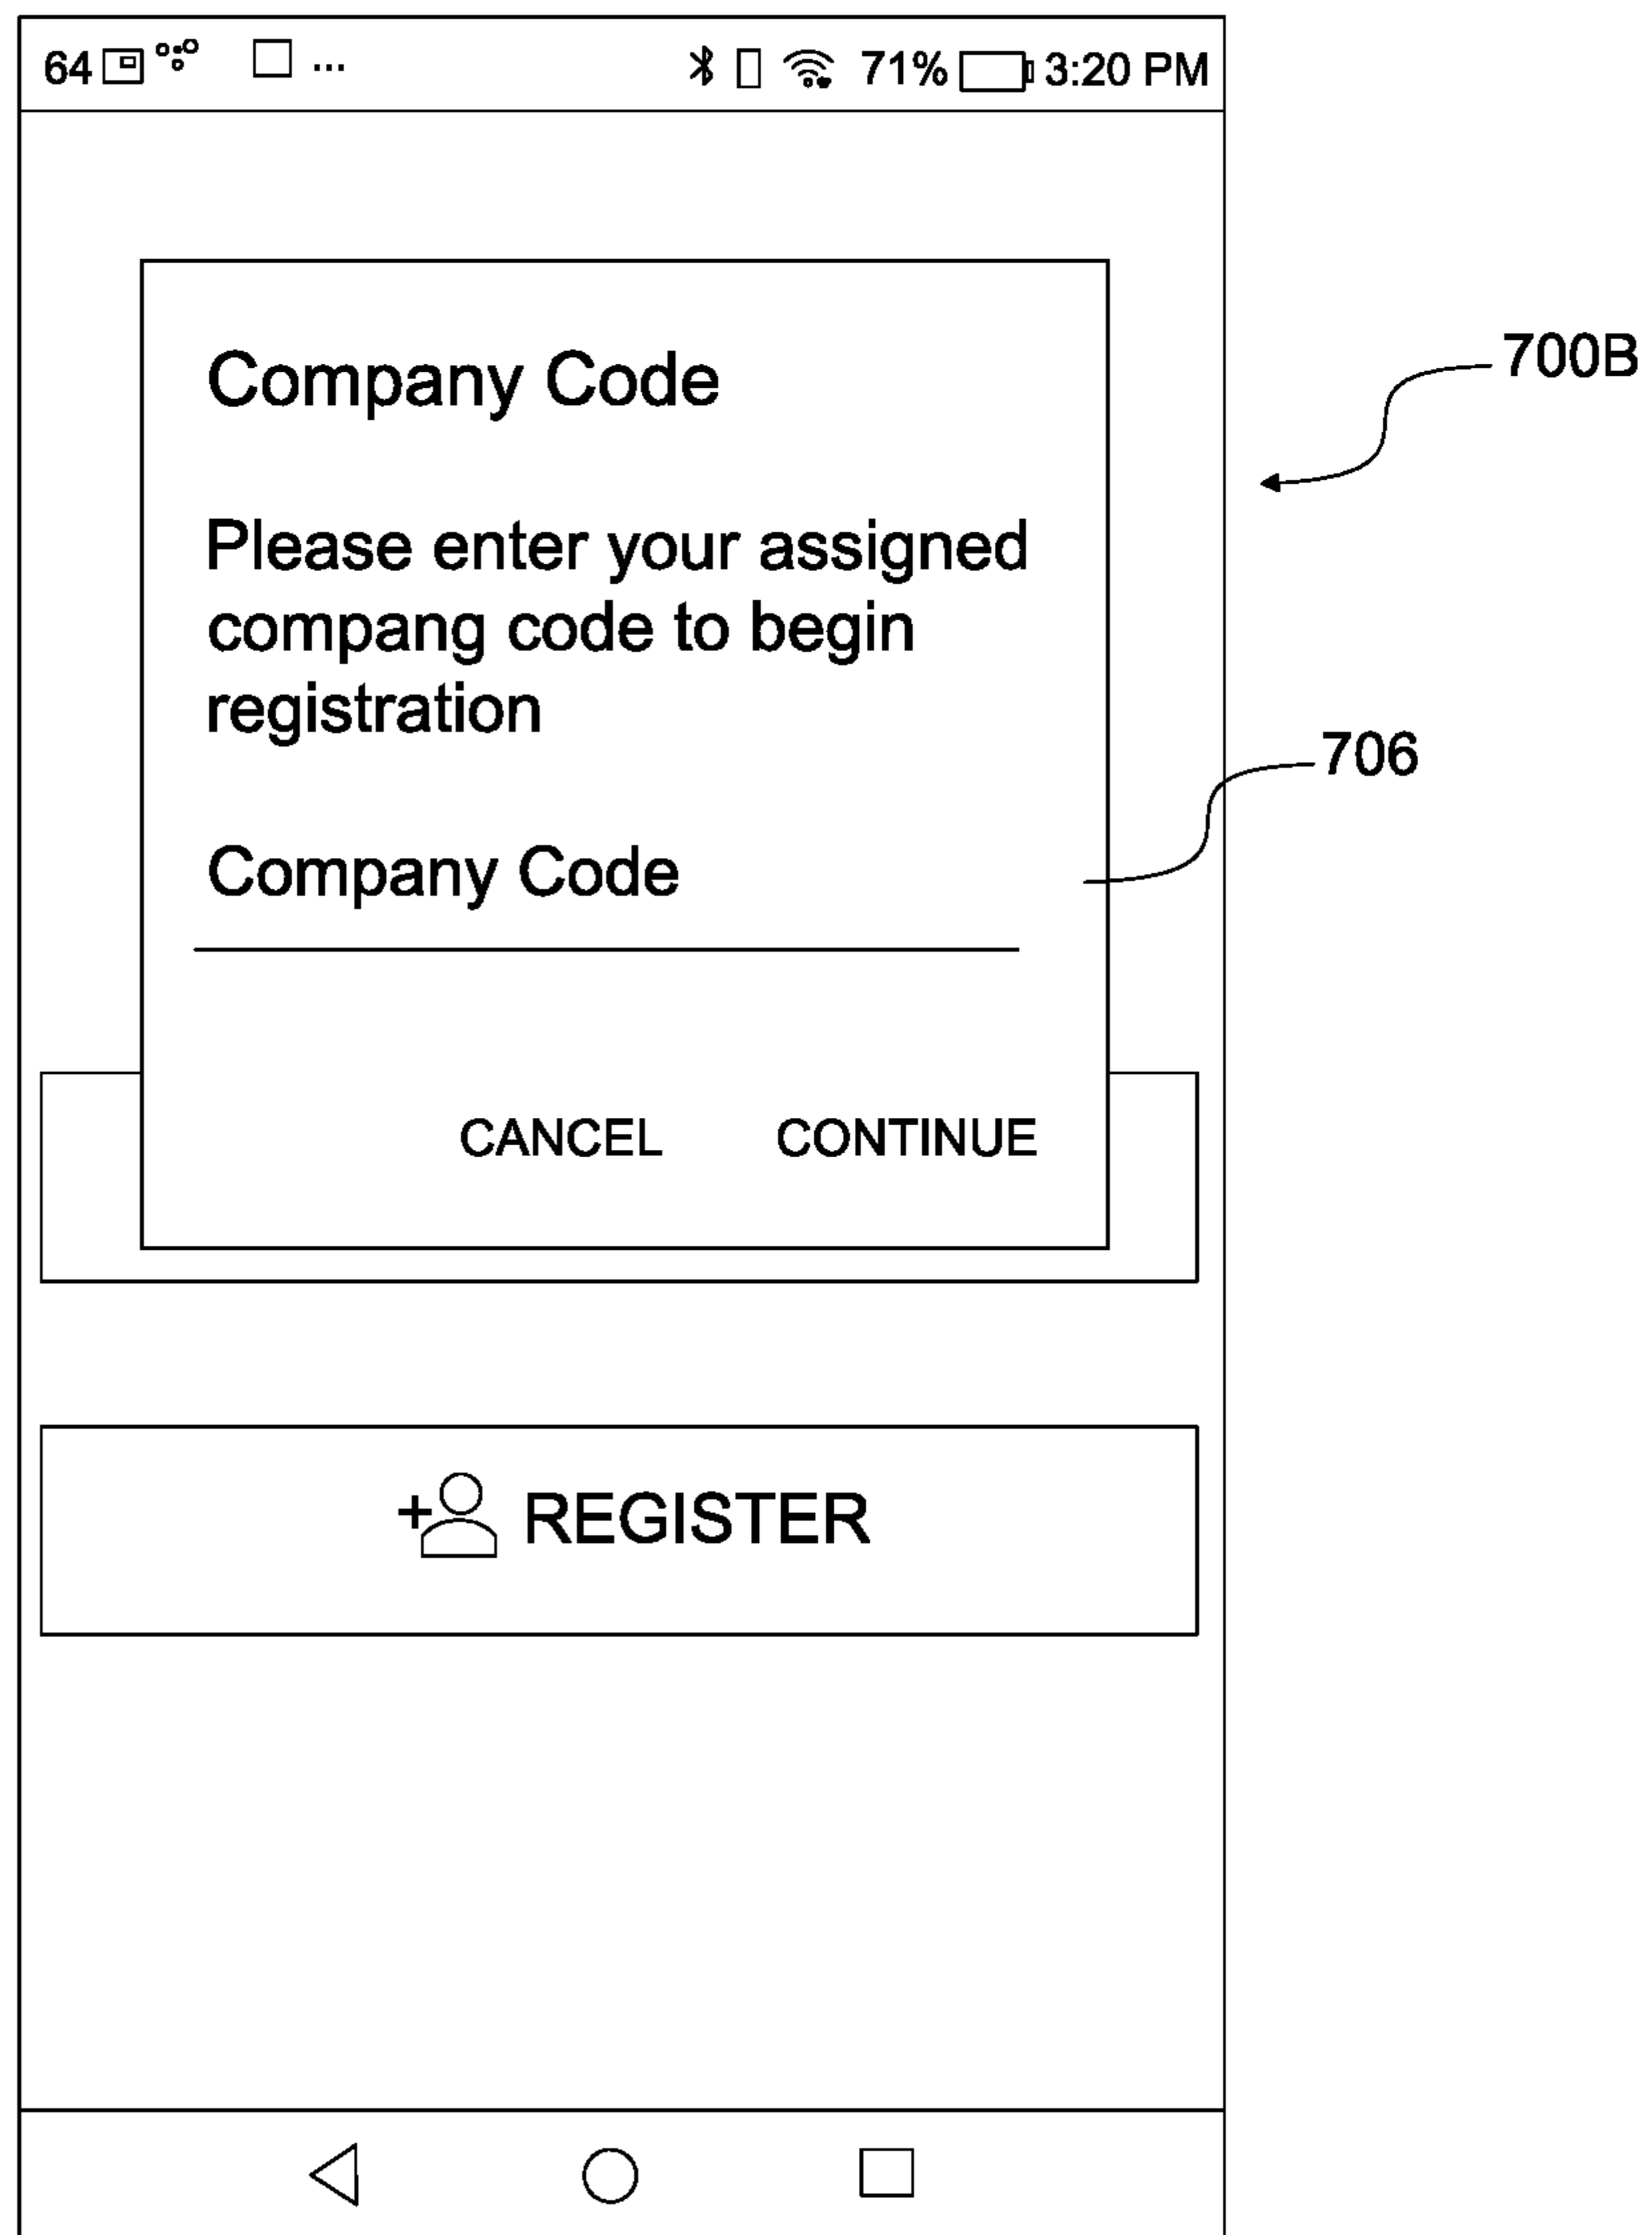 64 ... 71% 3:20 PM
Company Code
700B
Please enter your assigned
compang code to begin
registration
706
Company Code
CANCEL CONTINUE
+ REGISTER